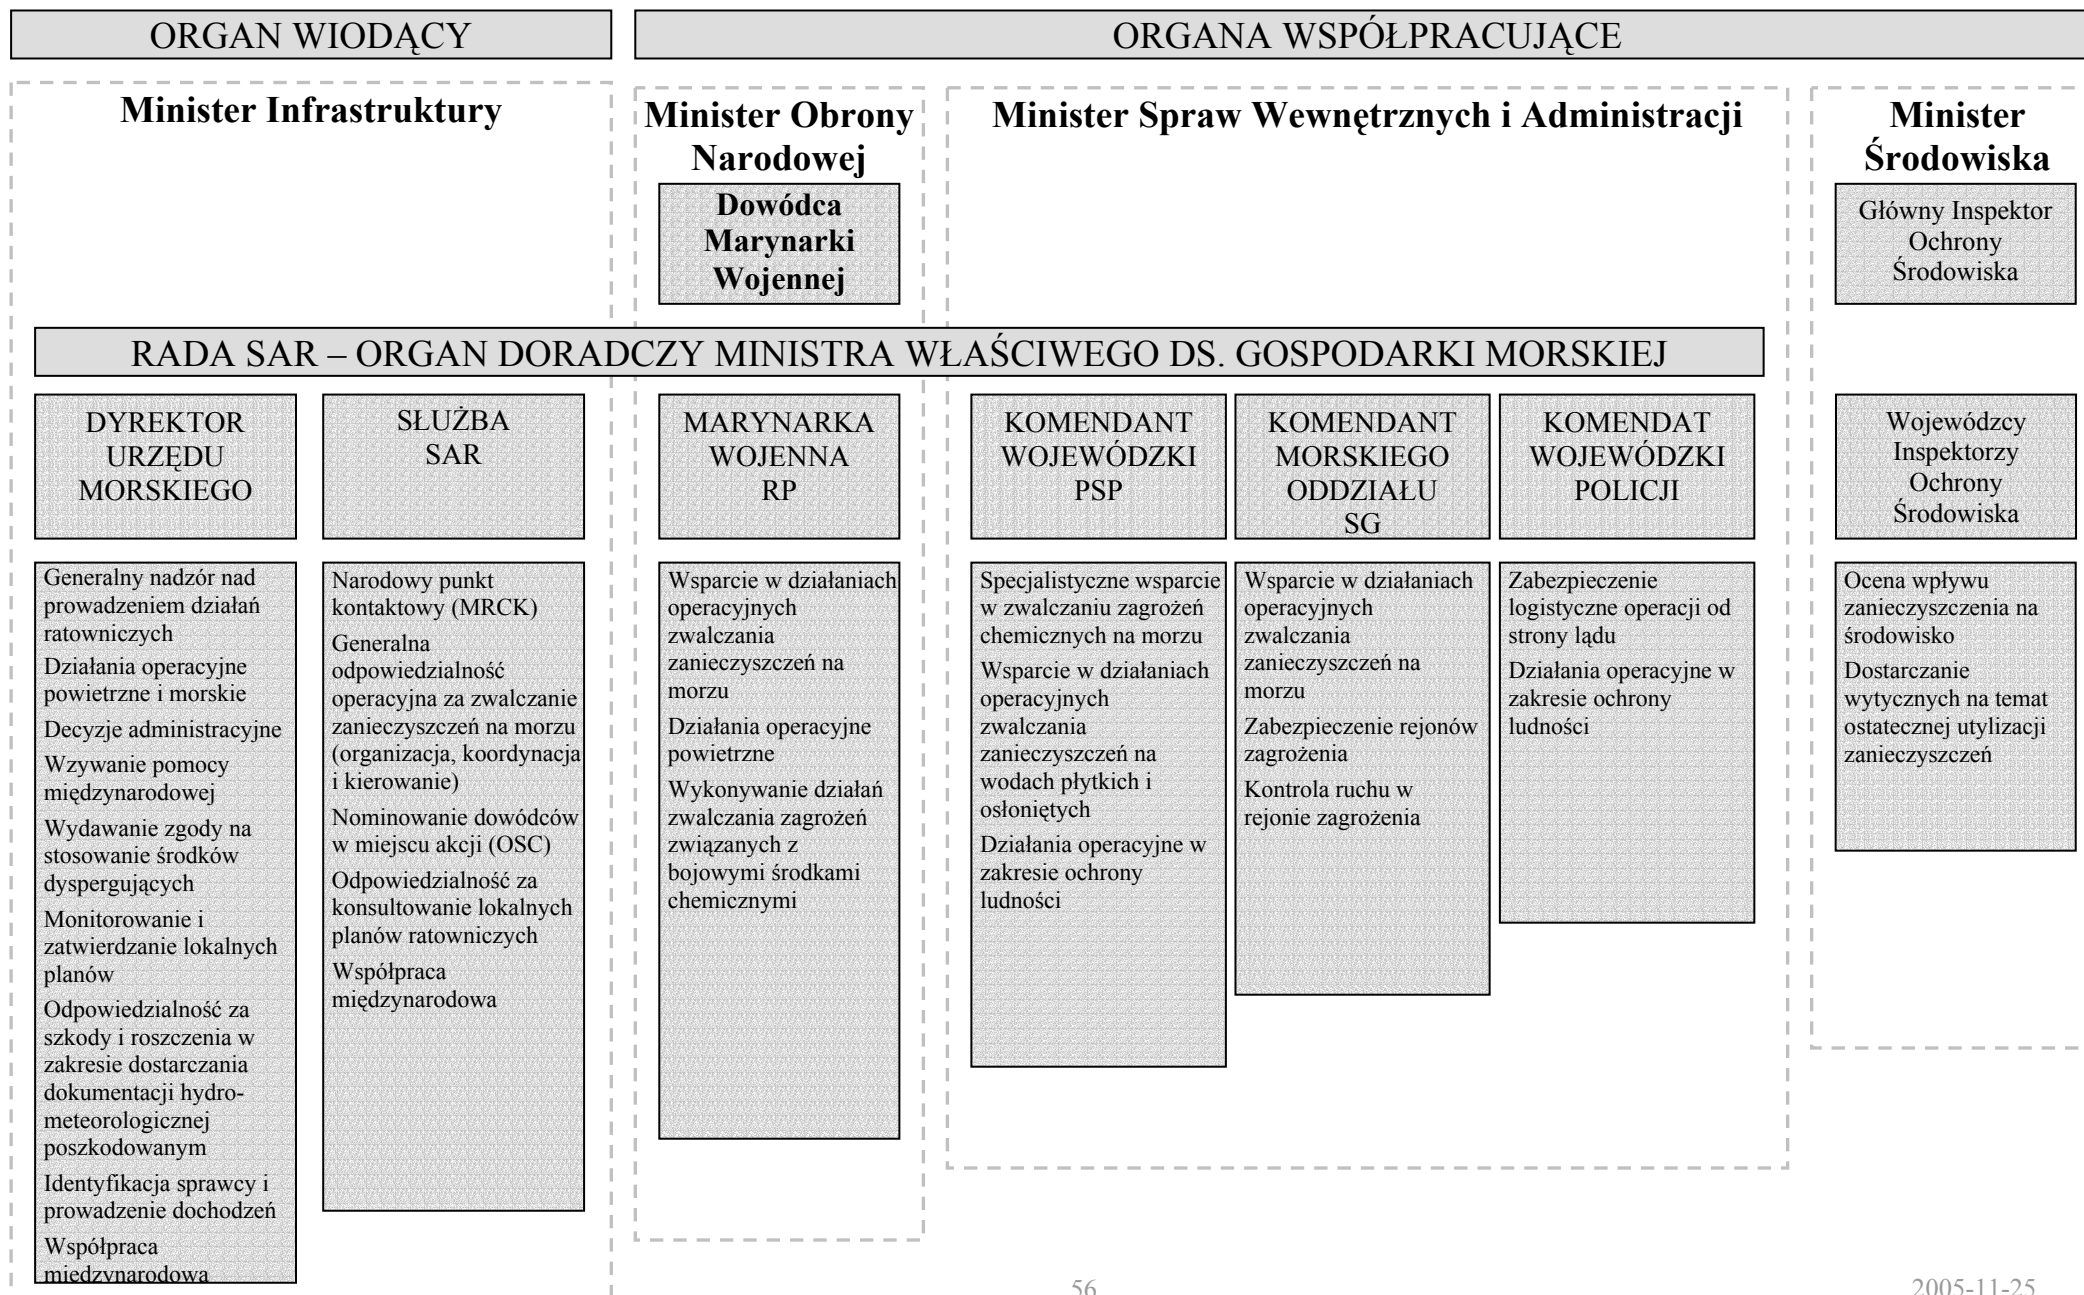 ORGAN WIODĄCY
ORGANA WSPÓŁPRACUJĄCE
Minister Infrastruktury
Minister Obrony
Narodowej
Dowódca
Marynarki
Wojennej
Minister Spraw Wewnętrznych i Administracji
Minister
Środowiska
Główny Inspektor
Ochrony
Środowiska
RADA SAR – ORGAN DORADCZY MINISTRA WŁAŚCIWEGO DS. GOSPODARKI MORSKIEJ
DYREKTOR
URZĘDU
MORSKIEGO
Generalny nadzór nad
prowadzeniem działań
ratowniczych
Działania operacyjne
powietrzne i morskie
Decyzje administracyjne
Wzywanie pomocy
międzynarodowej
Wydawanie zgody na
stosowanie środków
dyspergujących
Monitorowanie i
zatwierdzanie lokalnych
planów
Odpowiedzialność za
szkody i roszczenia w
zakresie dostarczania
dokumentacji hydro-
meteorologicznej
poszkodowanym
Identyfikacja sprawcy i
prowadzenie dochodzeń
Współpraca
międzynarodowa
SŁUŻBA
SAR
Narodowy punkt
kontaktowy (MRCK)
Generalna
odpowiedzialność
operacyjna za zwalczanie
zanieczyszczeń na morzu
(organizacja, koordynacja
i kierowanie)
Nominowanie dowódców
w miejscu akcji (OSC)
Odpowiedzialność za
konsultowanie lokalnych
planów ratowniczych
Współpraca
międzynarodowa
MARYNARKA
WOJENNA
RP
Wsparcie w działaniach
operacyjnych
zwalczania
zanieczyszczeń na
morzu
Działania operacyjne
powietrzne
Wykonywanie działań
zwalczania zagrożeń
związanych z
bojowymi środkami
chemicznymi
KOMENDANT
WOJEWÓDZKI
PSP
Specjalistyczne wsparcie
w zwalczaniu zagrożeń
chemicznych na morzu
Wsparcie w działaniach
operacyjnych
zwalczania
zanieczyszczeń na
wodach płytkich i
osłoniętych
Działania operacyjne w
zakresie ochrony
ludności
KOMENDANT
MORSKIEGO
ODDZIAŁU
SG
Wsparcie w działaniach
operacyjnych
zwalczania
zanieczyszczeń na
morzu
Zabezpieczenie rejonów
zagrożenia
Kontrola ruchu w
rejonie zagrożenia
KOMENDAT
WOJEWÓDZKI
POLICJI
Zabezpieczenie
logistyczne operacji od
strony lądu
Działania operacyjne w
zakresie ochrony
ludności
Wojewódzcy
Inspektorzy
Ochrony
Środowiska
Ocena wpływu
zanieczyszczenia na
środowisko
Dostarczanie
wytycznych na temat
ostatecznej utylizacji
zanieczyszczeń
56
2005-11-25